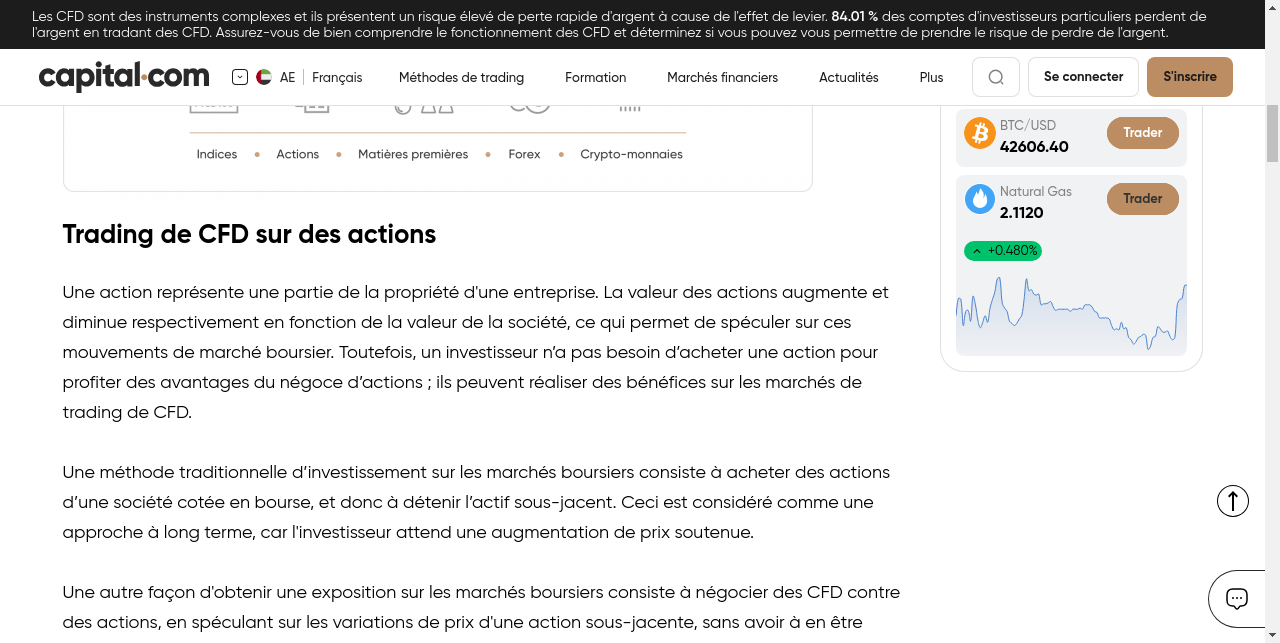 Les CFD sont des instruments complexes et ils présentent un risque élevé de perte rapide d'argent à cause de l'effet de levier. 84.01 % des comptes d'investisseurs particuliers perdent de
l'argent en tradant des CFD. Assurez-vous de bien comprendre le fonctionnement des CFD et déterminez si vous pouvez vous permettre de prendre le risque de perdre de l'argent.
capital.com
AE
Français
Méthodes de trading
Formation
Marchés financiers
Actualités
Plus
Se connecter
S'inscrire
Indices • Actions • Matières premières • Forex • Crypto-monnaies
BTC/USD
42606.40
Trader
Natural Gas
2.1120
Trader
+0.480%
Trading de CFD sur des actions
Une action représente une partie de la propriété d'une entreprise. La valeur des actions augmente et
diminue respectivement en fonction de la valeur de la société, ce qui permet de spéculer sur ces
mouvements de marché boursier. Toutefois, un investisseur n’a pas besoin d’acheter une action pour
profiter des avantages du négoce d’actions ; ils peuvent réaliser des bénéfices sur les marchés de
trading de CFD.
Une méthode traditionnelle d’investissement sur les marchés boursiers consiste à acheter des actions
d’une société cotée en bourse, et donc à détenir l’actif sous-jacent. Ceci est considéré comme une
approche à long terme, car l'investisseur attend une augmentation de prix soutenue.
Une autre façon d'obtenir une exposition sur les marchés boursiers consiste à négocier des CFD contre
des actions, en spéculant sur les variations de prix d'une action sous-jacente, sans avoir à en être